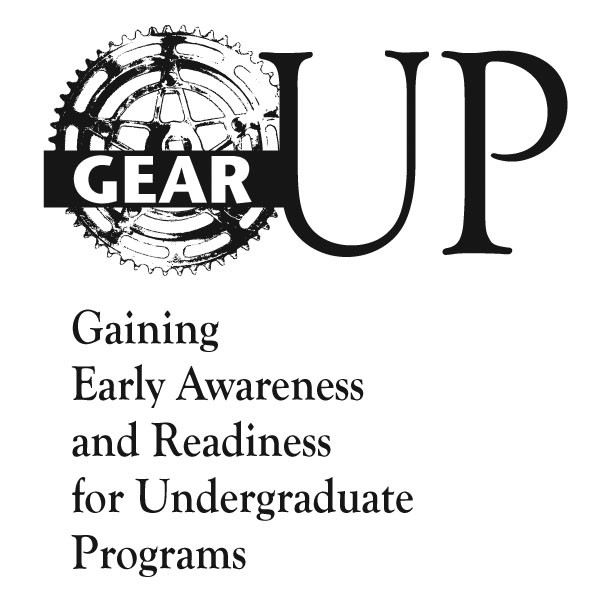 GEAR UP
Gaining
Early Awareness
and Readiness
for Undergraduate
Programs